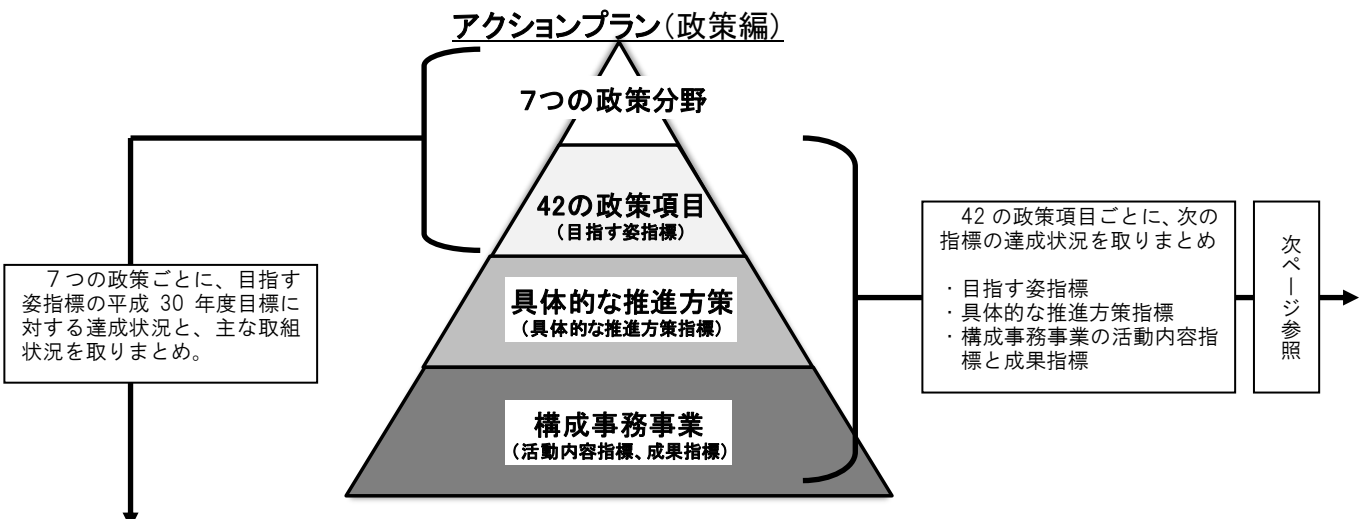 アクションプラン(政策編)
7つの政策分野
42の政策項目
(目指す姿指標)
具体的な推進方策
(具体的な推進方策指標)
構成事務事業
(活動内容指標、成果指標)
7つの政策ごとに、目指す
姿指標の平成 30 年度目標に
対する達成状況と、主な取組
状況を取りまとめ。
42 の政策項目ごとに、次の
指標の達成状況を取りまとめ
・目指す姿指標
・具体的な推進方策指標
・構成事務事業の活動内容指
標と成果指標
次ページ参照